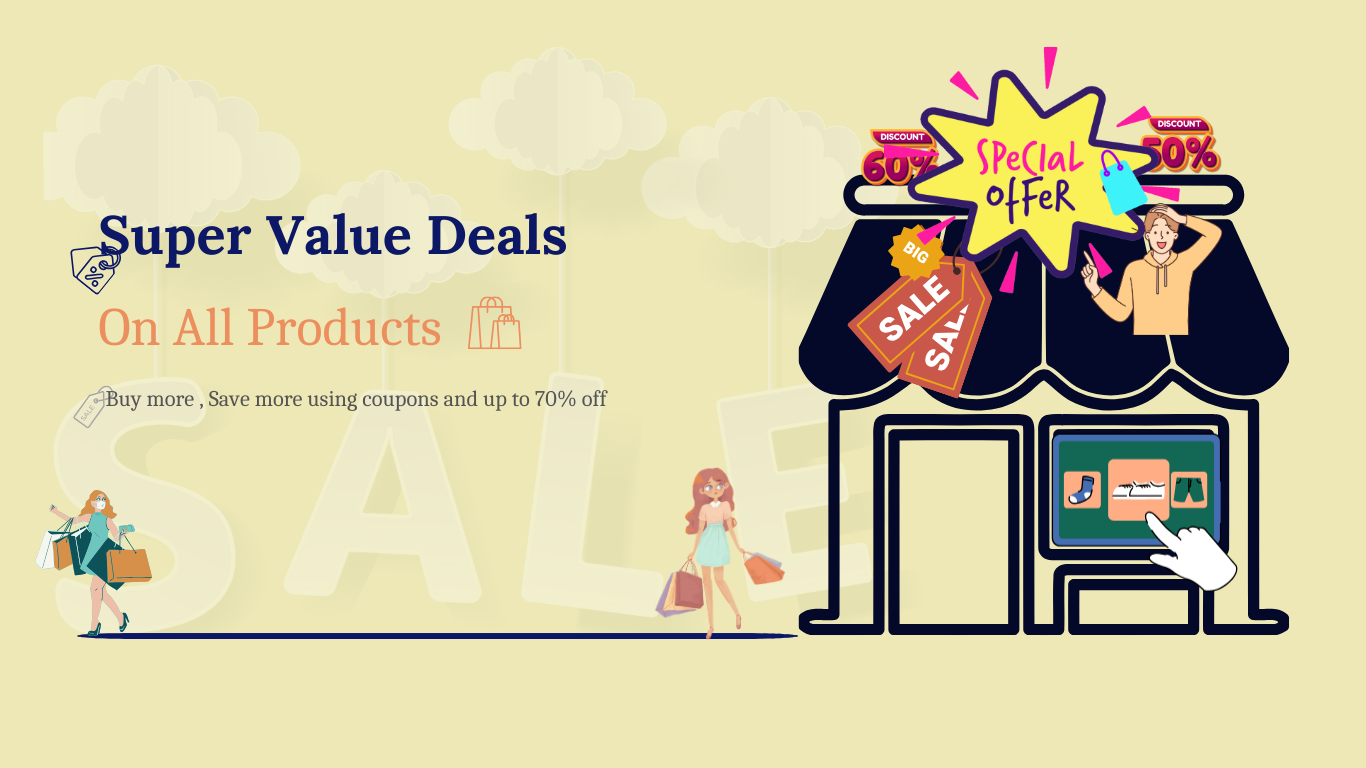 Super Value Deals
On All Products
Buy more , Save more using coupons and up to 70% off
SALE
SALE
DISCOUNT
60%
SPeCIaL
OfFeR
DISCOUNT
50%
BIG
SALE
SALE